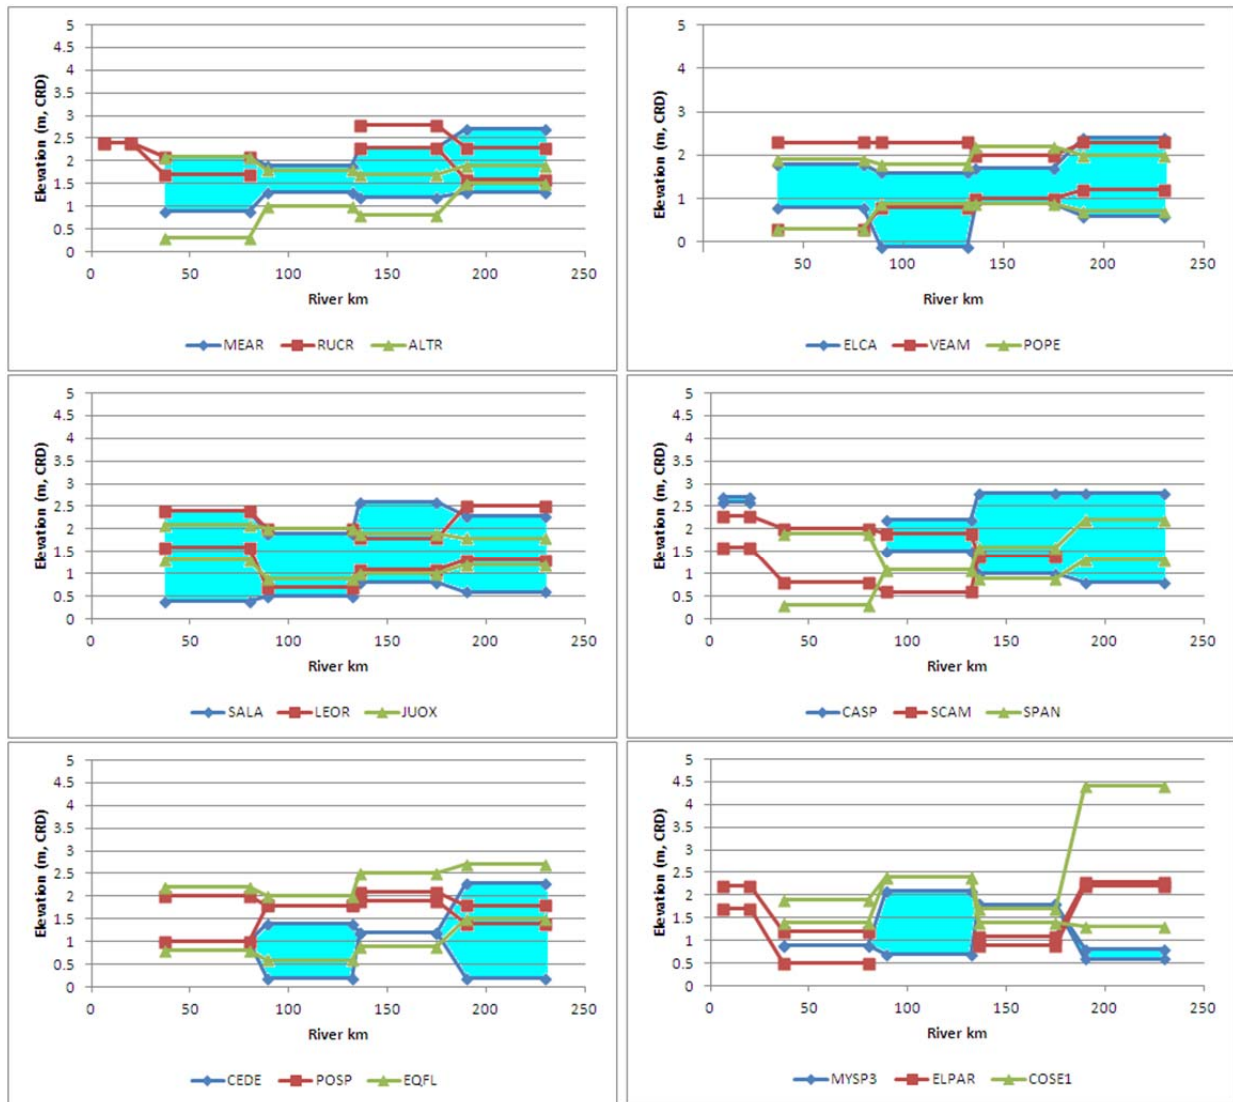 5
4.5
4
3.5
3
2.5
2
1.5
1
0.5
0
Elevation (m, CRD)
0 50 100 150 200 250
River km
MEAR RUCR ALTR
5
4
3
2
1
0
Elevation (m, CRD)
50 100 150 200 250
River km
ELCA VEAM POPE
5
4.5
4
3.5
3
2.5
2
1.5
1
0.5
0
Elevation (m, CRD)
0 50 100 150 200 250
River km
SALA LEOR JUOX
5
4.5
4
3.5
3
2.5
2
1.5
1
0.5
0
Elevation (m, CRD)
0 50 100 150 200 250
River km
CASP SCAM SPAN
5
4.5
4
3.5
3
2.5
2
1.5
1
0.5
0
Elevation (m, CRD)
0 50 100 150 200 250
River km
CEDE POSP EQFL
5
4.5
4
3.5
3
2.5
2
1.5
1
0.5
0
Elevation (m, CRD)
0 50 100 150 200 250
River km
MYSP3 ELPAR COSE1